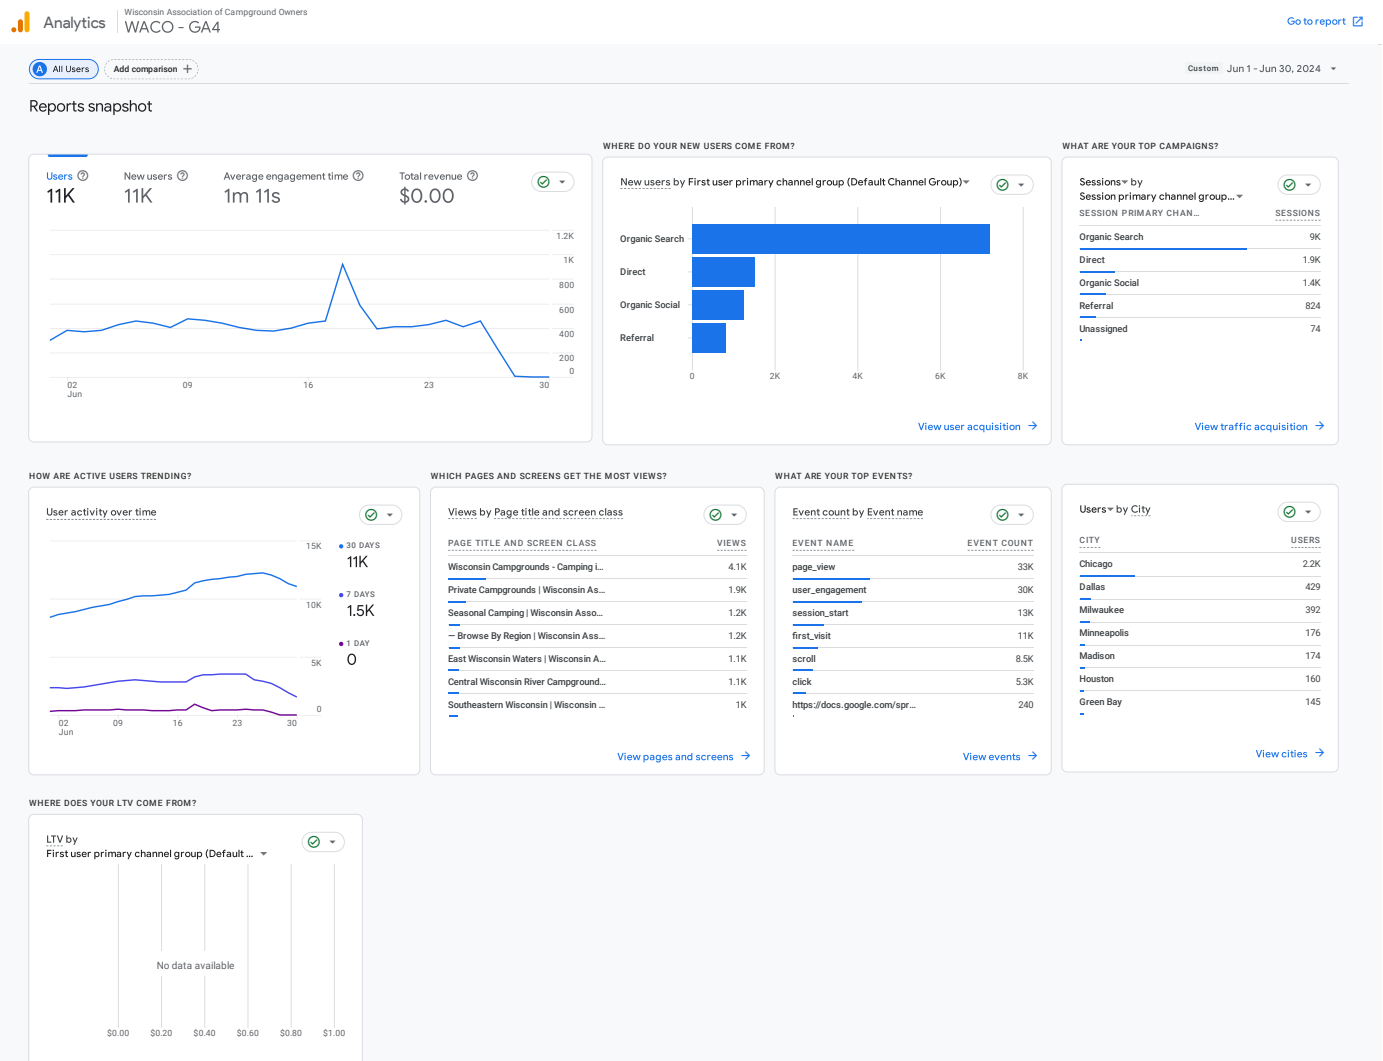 Analytics
Wisconsin Association of Campground Owners
WACO - GA4
Go to report
A All Users
Add comparison
Custom Jun 1 - Jun 30, 2024
Reports snapshot
Users
11K
New users
11K
Average engagement time
1m 11s
Total revenue
$0.00
1.2K
1K
800
600
400
200
0
02
Jun
09
16
23
30
WHERE DO YOUR NEW USERS COME FROM?
New users by First user primary channel group (Default Channel Group)
Organic Search
Direct
Organic Social
Referral
0 2K 4K 6K 8K
View user acquisition
WHAT ARE YOUR TOP CAMPAIGNS?
Sessions by
Session primary channel group...
SESSION PRIMARY CHAN... SESSIONS
Organic Search 9K
Direct 1.9K
Organic Social 1.4K
Referral 824
Unassigned 74
View traffic acquisition
HOW ARE ACTIVE USERS TRENDING?
User activity over time
15K
10K
5K
0
02
Jun
09
16
23
30
30 DAYS
11K
7 DAYS
1.5K
1 DAY
0
WHICH PAGES AND SCREENS GET THE MOST VIEWS?
Views by Page title and screen class
PAGE TITLE AND SCREEN CLASS VIEWS
Wisconsin Campgrounds - Camping i... 4.1K
Private Campgrounds | Wisconsin As... 1.9K
Seasonal Camping | Wisconsin Asso... 1.2K
— Browse By Region | Wisconsin Ass... 1.2K
East Wisconsin Waters | Wisconsin A... 1.1K
Central Wisconsin River Campground... 1.1K
Southeastern Wisconsin | Wisconsin ... 1K
View pages and screens
WHAT ARE YOUR TOP EVENTS?
Event count by Event name
EVENT NAME EVENT COUNT
page_view 33K
user_engagement 30K
session_start 13K
first_visit 11K
scroll 8.5K
click 5.3K
https://docs.google.com/spr... 240
View events
Users by City
CITY USERS
Chicago 2.2K
Dallas 429
Milwaukee 392
Minneapolis 176
Madison 174
Houston 160
Green Bay 145
View cities
WHERE DOES YOUR LTV COME FROM?
LTV by
First user primary channel group (Default ...
No data available
$0.00 $0.20 $0.40 $0.60 $0.80 $1.00